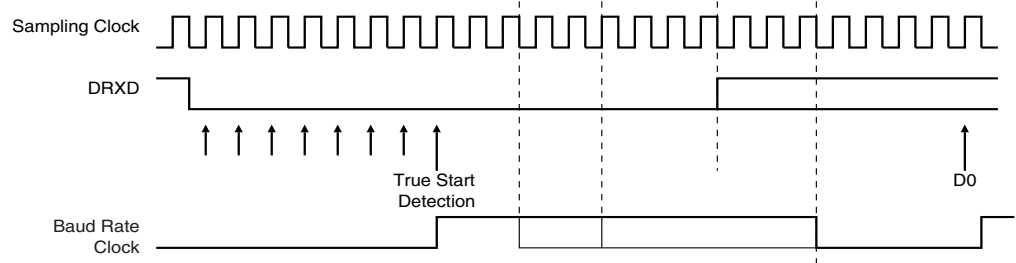 Sampling Clock
DRXD
True Start
Detection
D0
Baud Rate
Clock